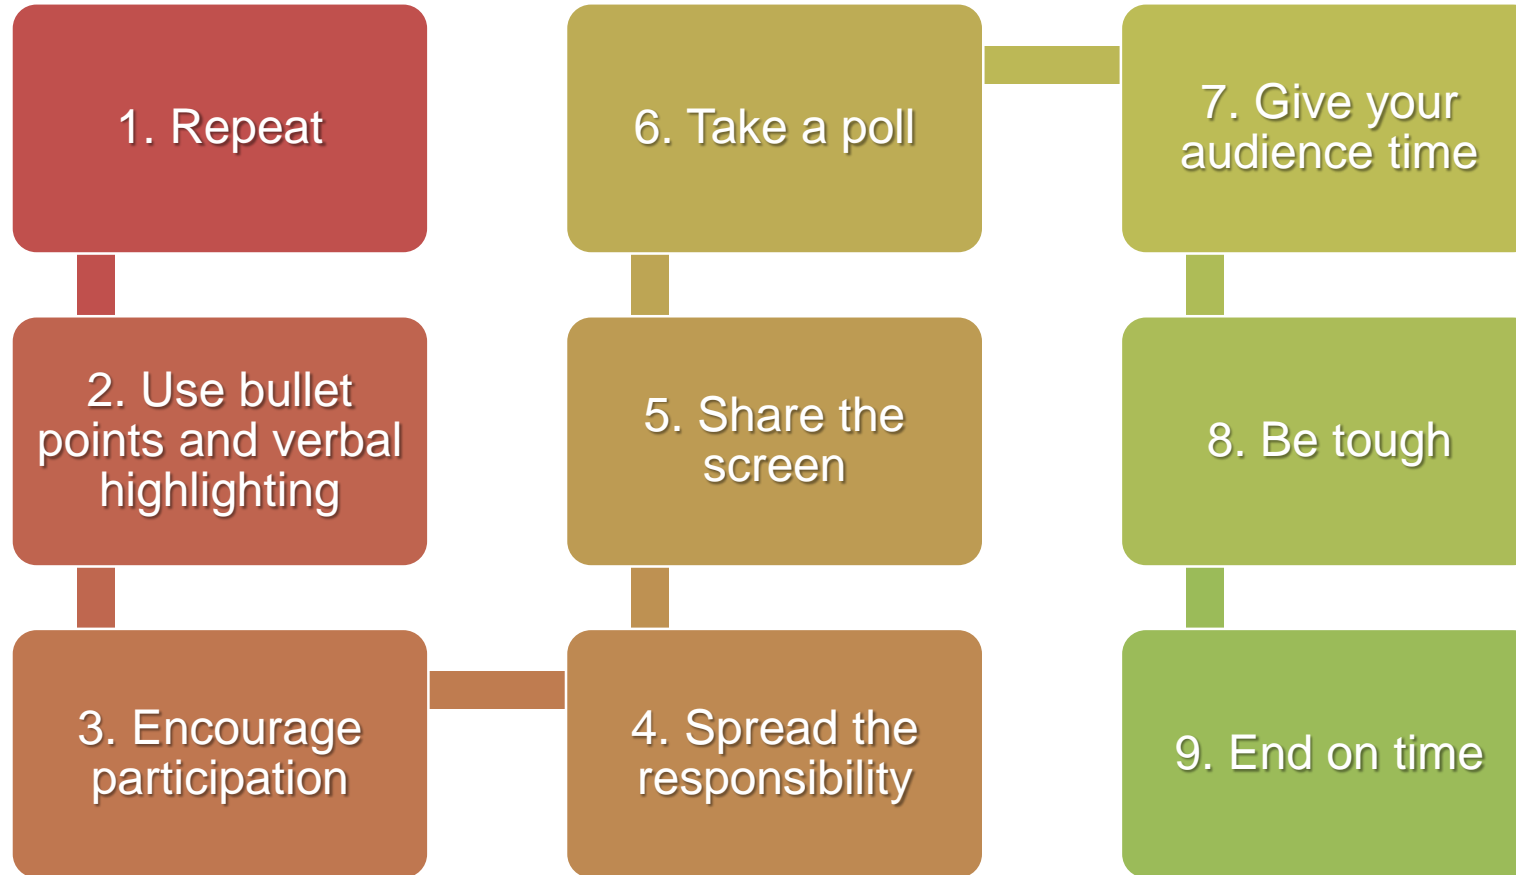 1. Repeat
2. Use bullet
points and verbal
highlighting
3. Encourage
participation
4. Spread the
responsibility
5. Share the
screen
6. Take a poll
7. Give your
audience time
8. Be tough
9. End on time